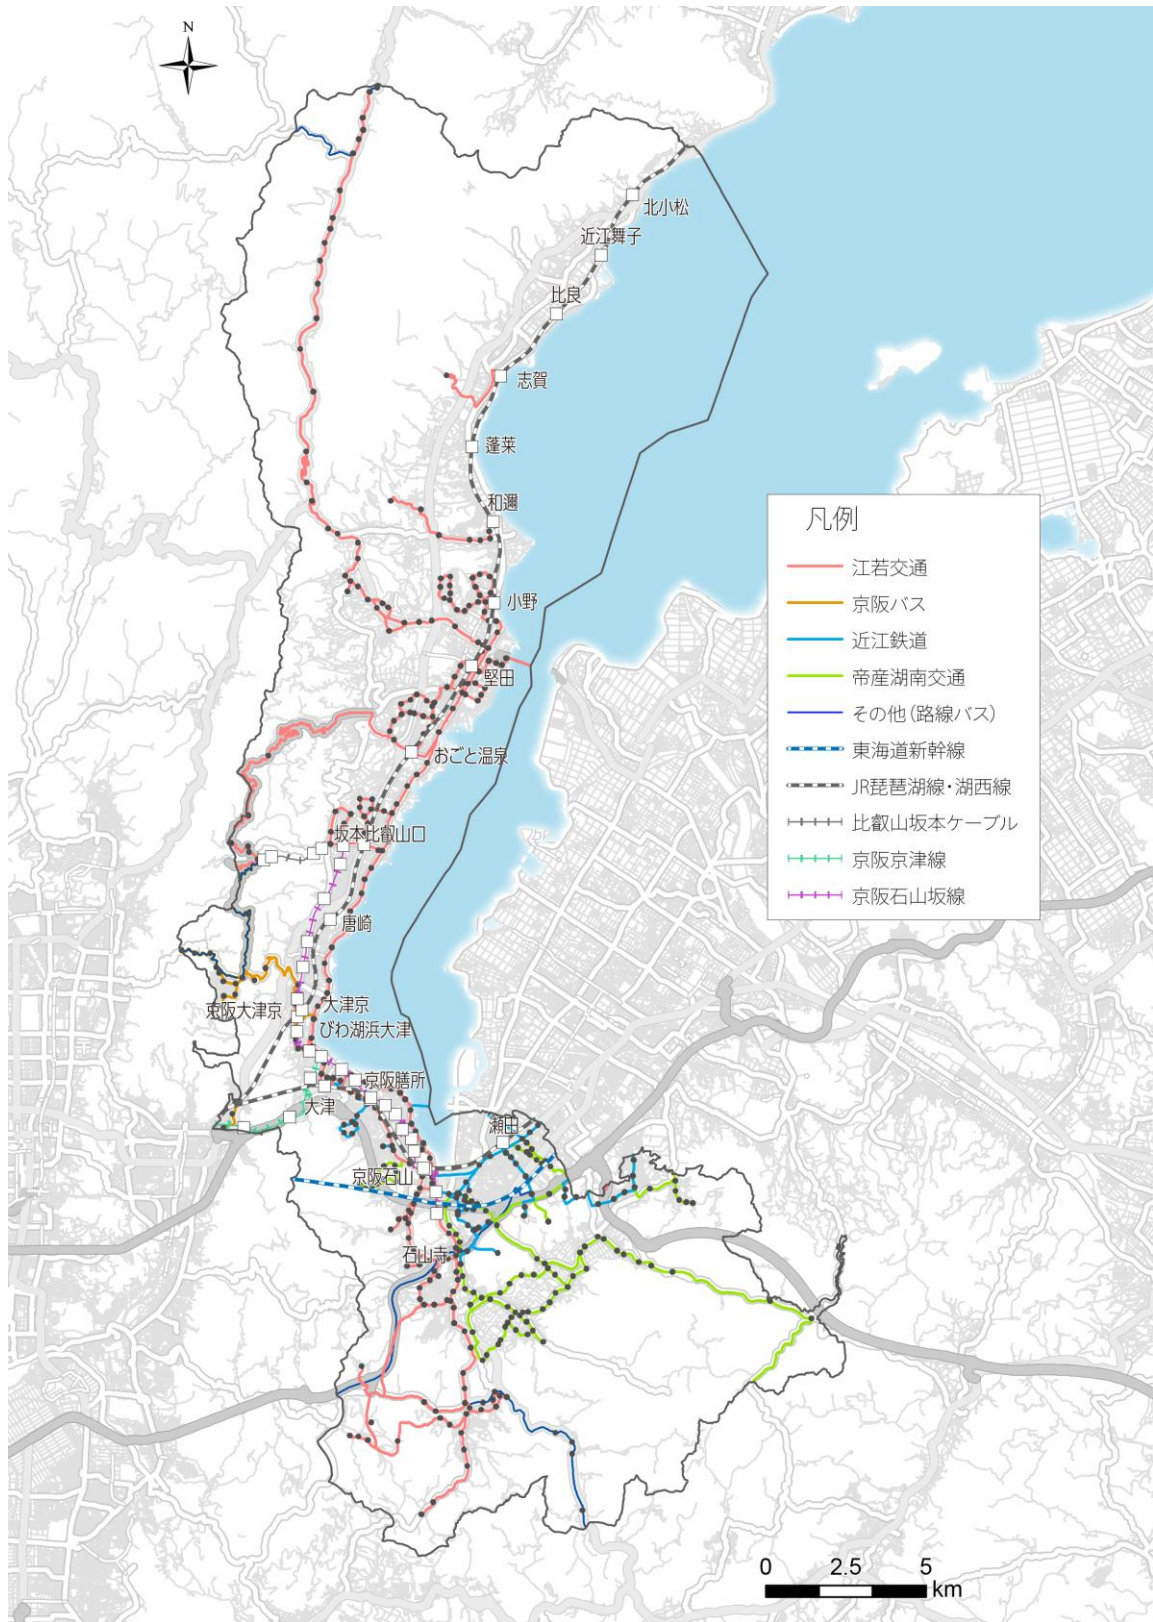 N
北小松
近江舞子
比良
志賀
蓬莱
和邇
小野
堅田
おごと温泉
坂本比叡山口
唐崎
京阪大津京
大津京
びわ湖浜大津
京阪膳所
大津
瀬田
京阪石山
石山寺
凡例
江若交通
京阪バス
近江鉄道
帝産湖南交通
その他(路線バス)
東海道新幹線
JR琵琶湖線・湖西線
比叡山坂本ケーブル
京阪京津線
京阪石山坂線
0 2.5 5
km